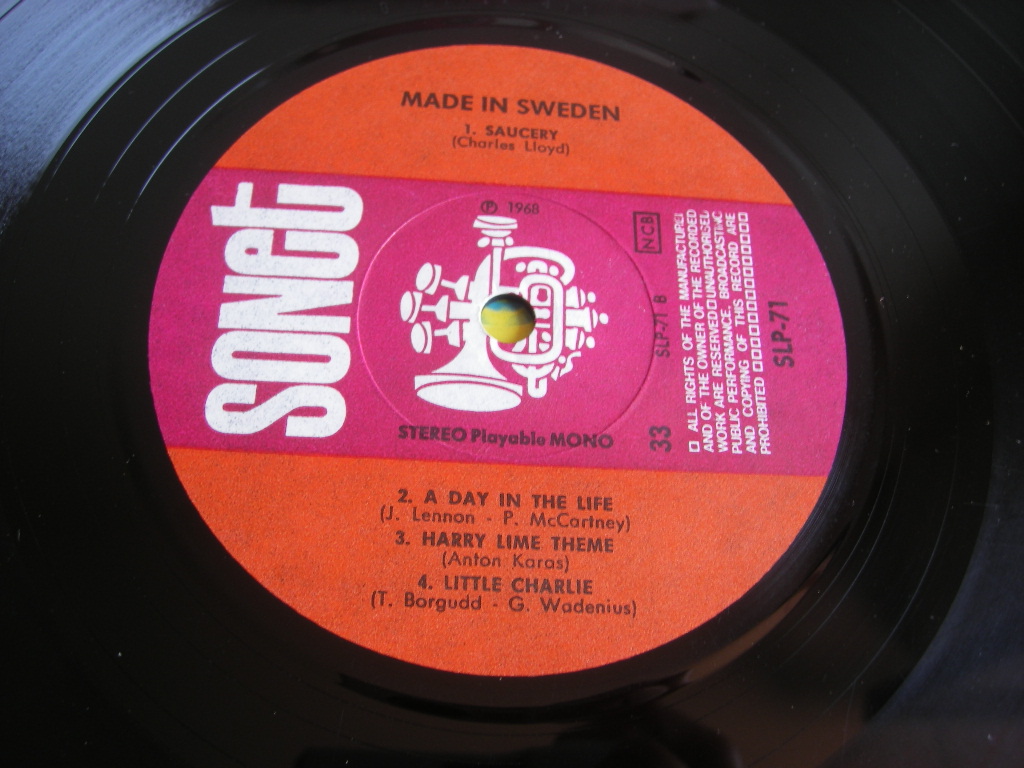 MADE IN SWEDEN
1. SAUCERY
(Charles Lloyd)
SONET
Ⓟ 1968
NCB
SLP-71 B
STEREO Playable MONO
33
ALL RIGHTS OF THE MANUFACTURER
AND OF THE OWNER OF THE RECORDED
WORK ARE RESERVED UNAUTHORISED
PUBLIC PERFORMANCE, BROADCASTING
AND COPYING OF THIS RECORD ARE
PROHIBITED
SLP-71
2. A DAY IN THE LIFE
(J. Lennon - P. McCartney)
3. HARRY LIME THEME
(Anton Karas)
4. LITTLE CHARLIE
(T. Borgudd - G. Wadenius)